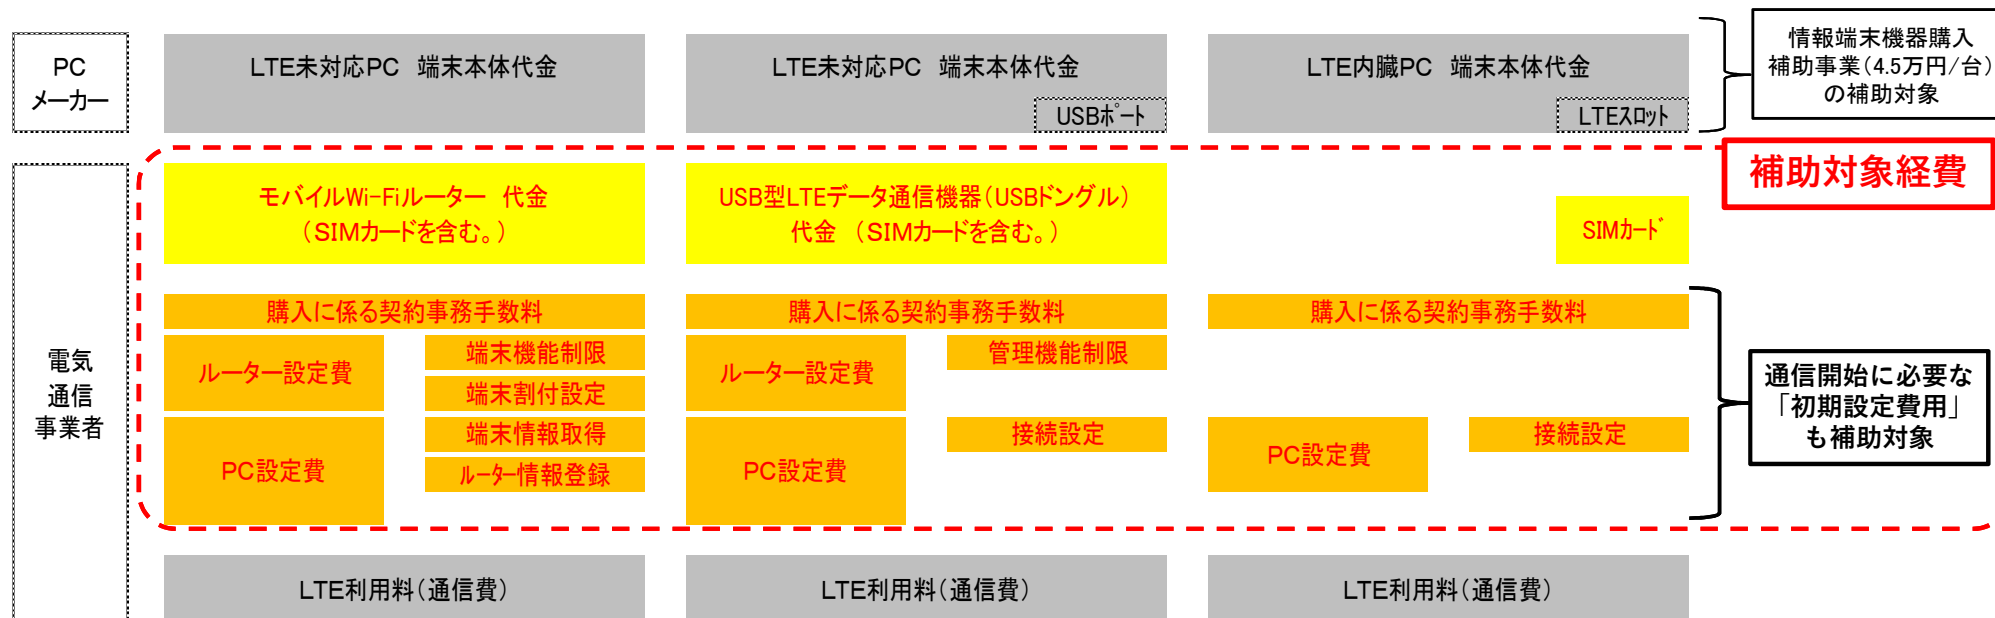 PC
メーカー
LTE未対応PC　端末本体代金
LTE未対応PC　端末本体代金
USBポート
LTE内臓PC　端末本体代金
LTEスロット
情報端末機器購入
補助事業（4.5万円/台）
の補助対象
補助対象経費
電気
通信
事業者
モバイルWi-Fiルーター　代金
（SIMカードを含む。）
USB型LTEデータ通信機器（USBドングル）
代金　（SIMカードを含む。）
SIMカード
購入に係る契約事務手数料
購入に係る契約事務手数料
購入に係る契約事務手数料
ルーター設定費
端末機能制限
端末割付設定
ルーター設定費
管理機能制限
PC設定費
端末情報取得
ルーター情報登録
PC設定費
接続設定
PC設定費
接続設定
通信開始に必要な
「初期設定費用」
も補助対象
LTE利用料（通信費）
LTE利用料（通信費）
LTE利用料（通信費）